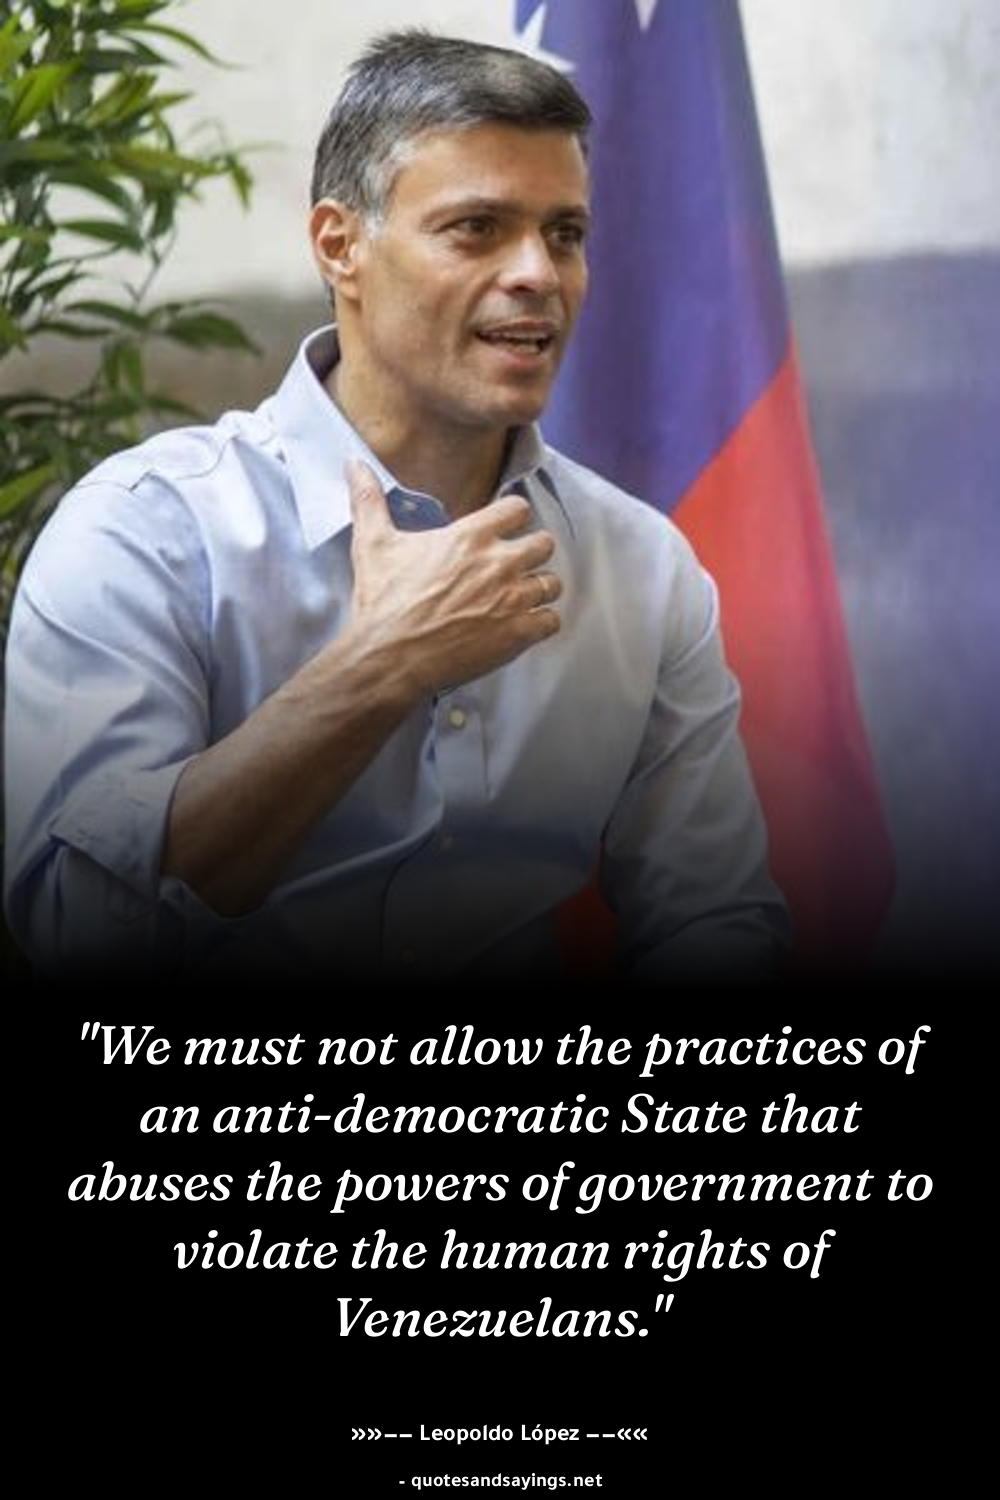 "We must not allow the practices of
an anti-democratic State that
abuses the powers of government to
violate the human rights of
Venezuelans."
»»–– Leopoldo López ––««
- quotesandsayings.net